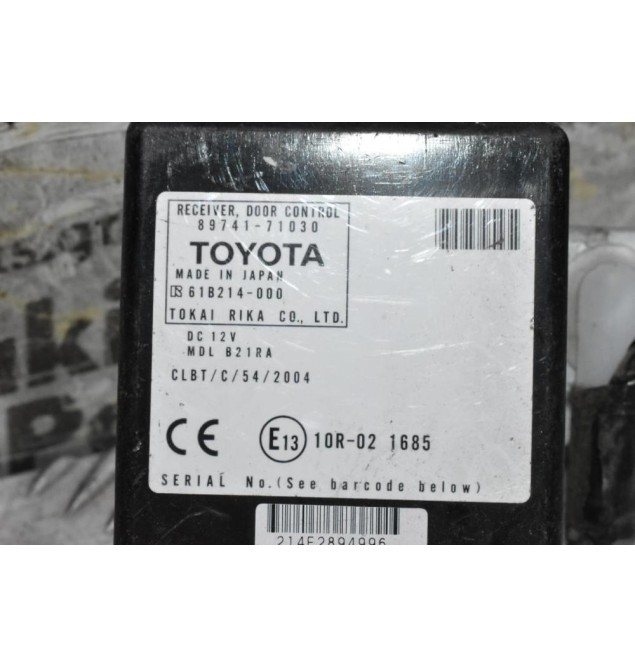 RECEIVER, DOOR CONTROL
89741-71030
TOYOTA
MADE IN JAPAN
61B214-000
TOKAI RIKA CO., LTD.
DC 12V
MDL B21RA
CLBT/C/54/2004
CE E13 10R-02 1685
SERIAL No.(See barcode below)